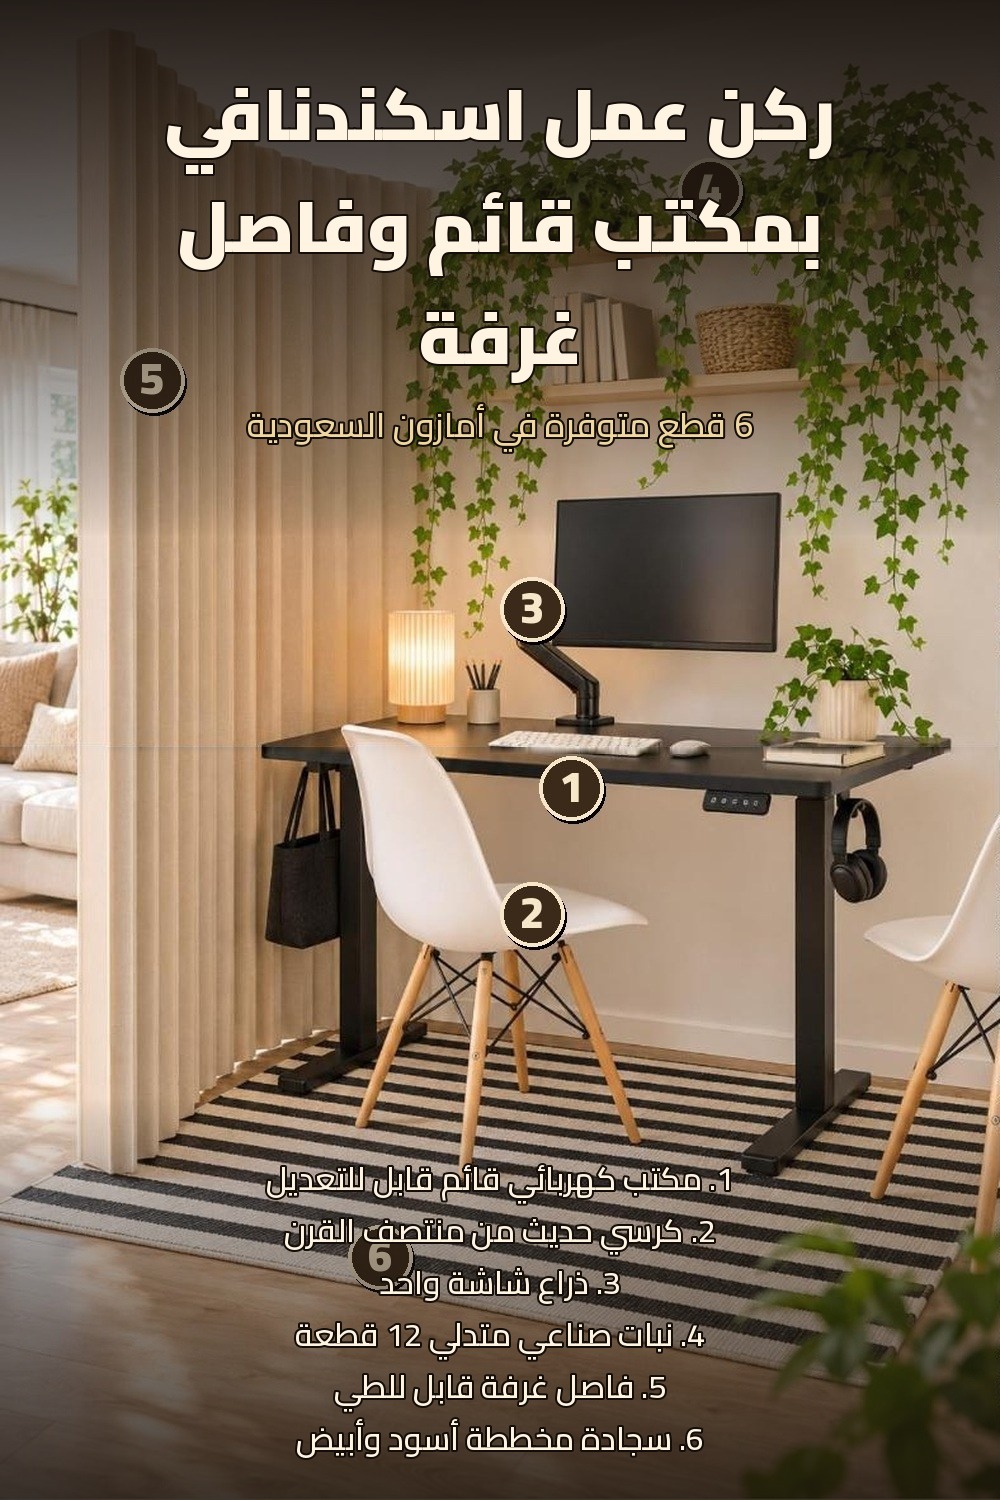 ركن عمل اسكندنافي
بمكتب قائم وفاصل
غرفة
6 قطع متوفرة في أمازون السعودية
4
5
3
1
2
6
1. مكتب كهربائي قائم قابل للتعديل
2. كرسي حديث من منتصف القرن
3. ذراع شاشة واحد
4. نبات صناعي متدلي 12 قطعة
5. فاصل غرفة قابل للطي
6. سجادة مخططة أسود وأبيض